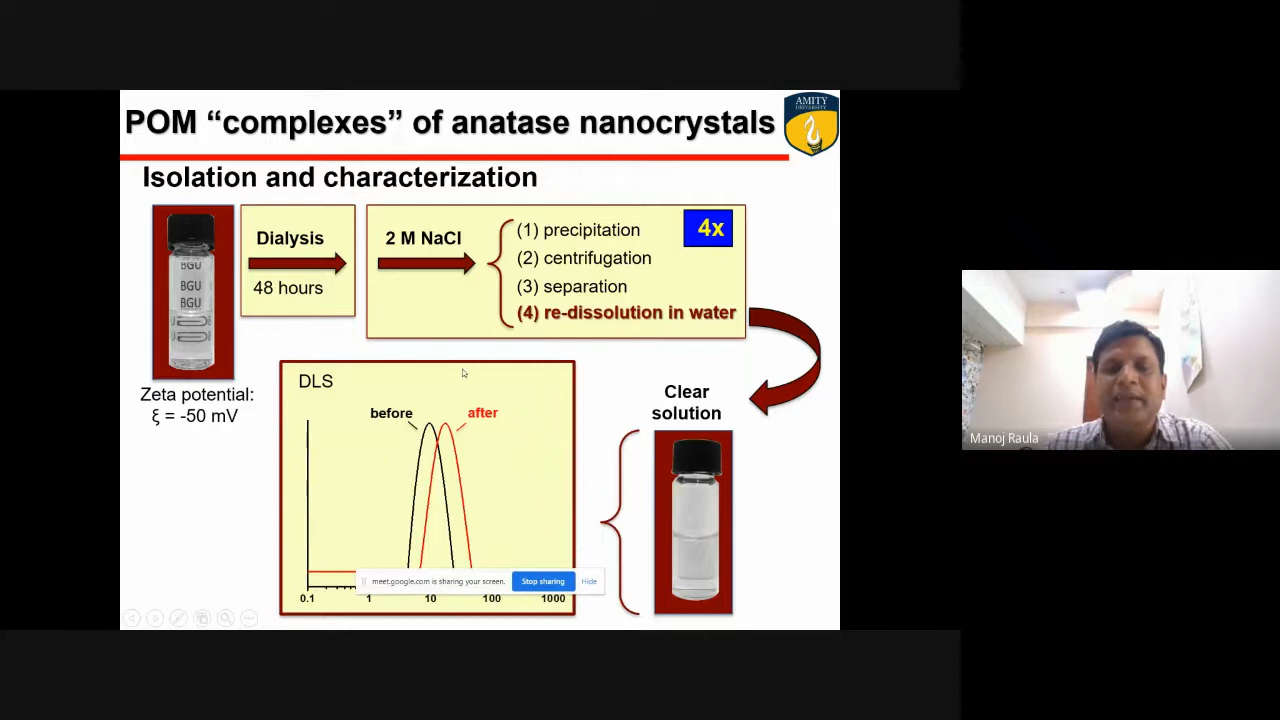 POM “complexes” of anatase nanocrystals
AMITY
UNIVERSITY
Isolation and characterization
BGU
BGU
BGU
Dialysis
48 hours
2 M NaCl
(1) precipitation
(2) centrifugation
(3) separation
(4) re-dissolution in water
4x
Zeta potential:
ξ = -50 mV
DLS
before
after
0.1 1 10 100 1000
Clear
solution
meet.google.com is sharing your screen.
Stop sharing
Hide
Manoj Raula